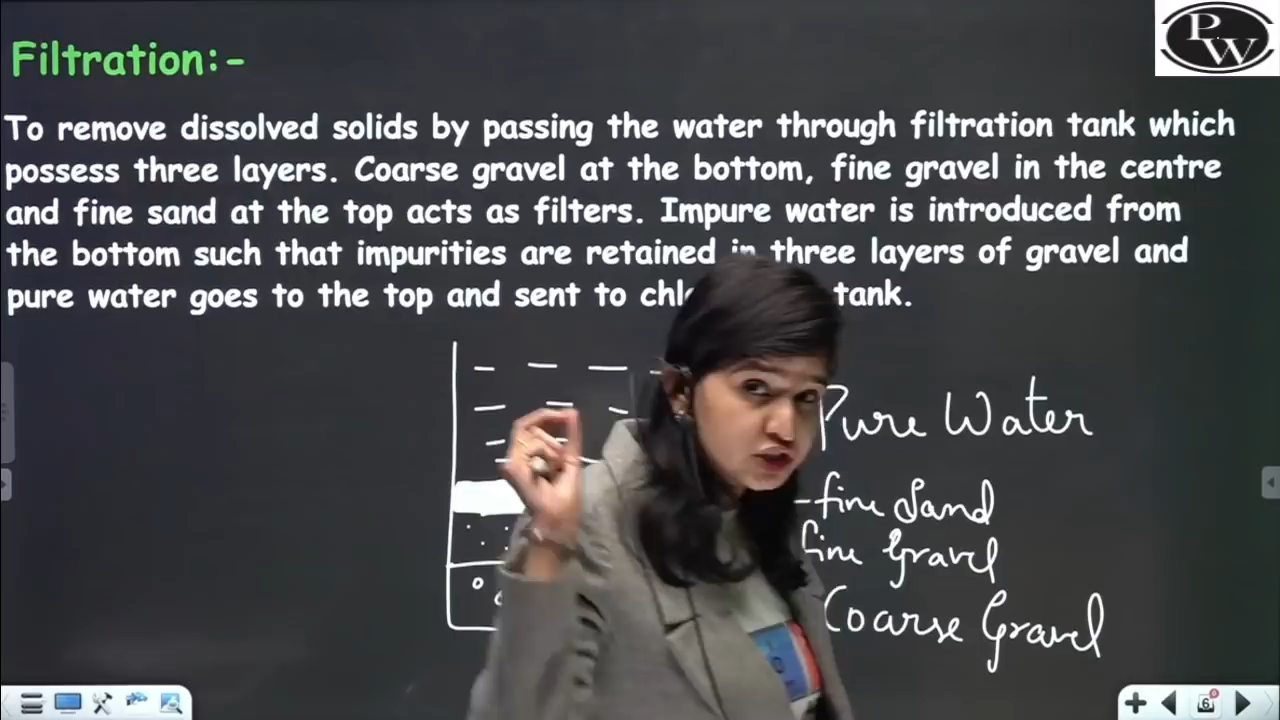 PW
Filtration:-
To remove dissolved solids by passing the water through filtration tank which
possess three layers. Coarse gravel at the bottom, fine gravel in the centre
and fine sand at the top acts as filters. Impure water is introduced from
the bottom such that impurities are retained in three layers of gravel and
pure water goes to the top and sent to tank.
Pure Water
fine Sand
fine Gravel
Coarse Gravel
6